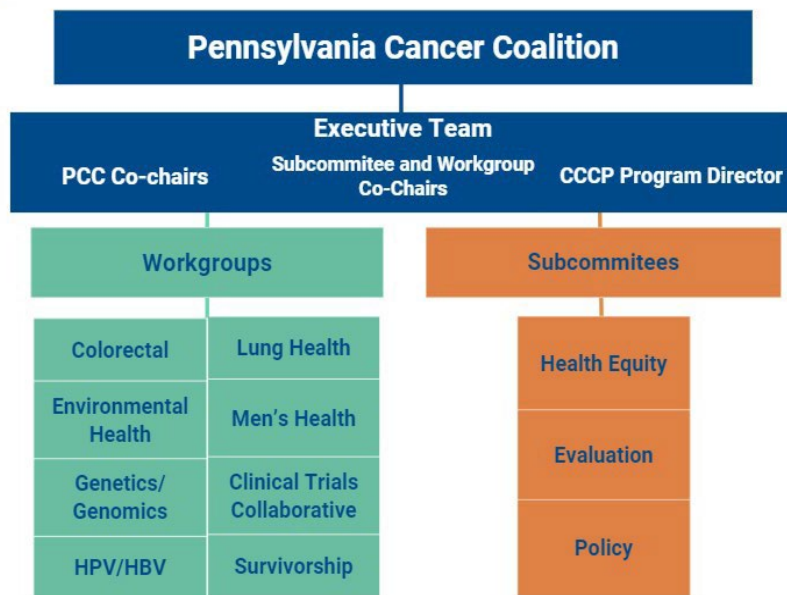 Pennsylvania Cancer Coalition
Executive Team
PCC Co-chairs
Subcommitee and Workgroup
Co-Chairs
CCCP Program Director
Workgroups
Colorectal
Lung Health
Environmental
Health
Men's Health
Genetics/
Genomics
Clinical Trials
Collaborative
HPV/HBV
Survivorship
Subcommitees
Health Equity
Evaluation
Policy